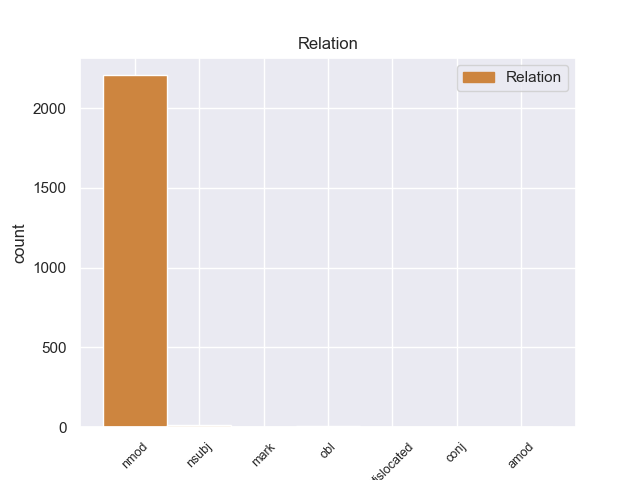 Relation
Relation
count
2000
1500
1000
500
0
nmod
nsubj
mark
obl
dislocated
conj
amod